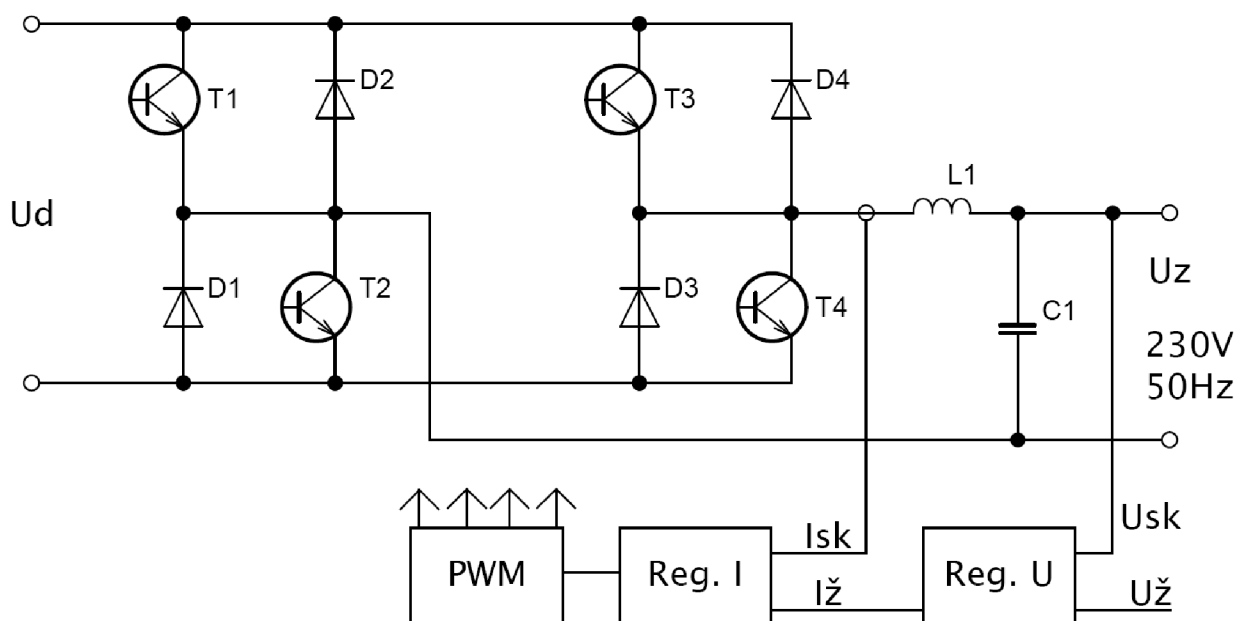 T1
D2
T3
D4
L1
Ud
D1
T2
D3
T4
C1
Uz
230V
50Hz
Usk
Isk
PWM
Reg. I
Reg. U
Iž
Už